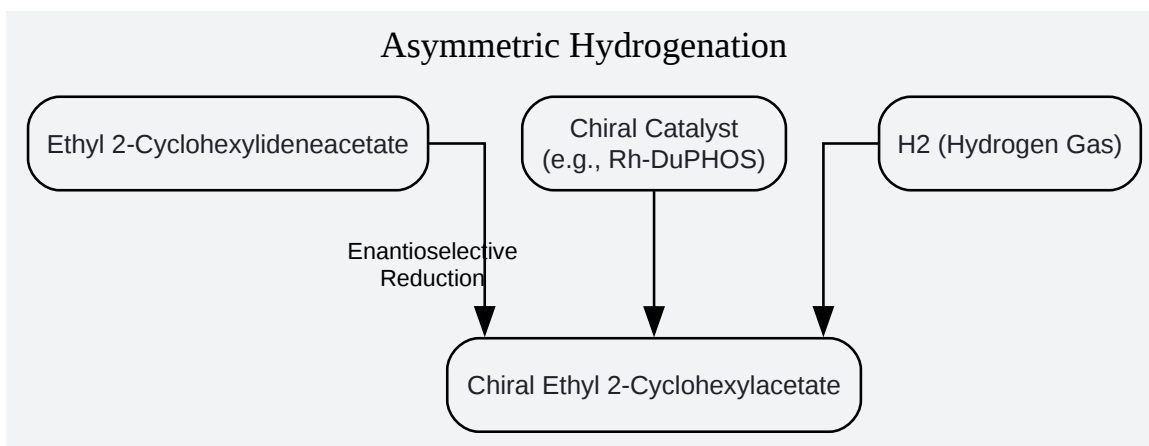 Asymmetric Hydrogenation
Ethyl 2-Cyclohexylideneacetate
Chiral Catalyst
(e.g., Rh-DuPHOS)
H2 (Hydrogen Gas)
Enantioselective
Reduction
Chiral Ethyl 2-Cyclohexylacetate